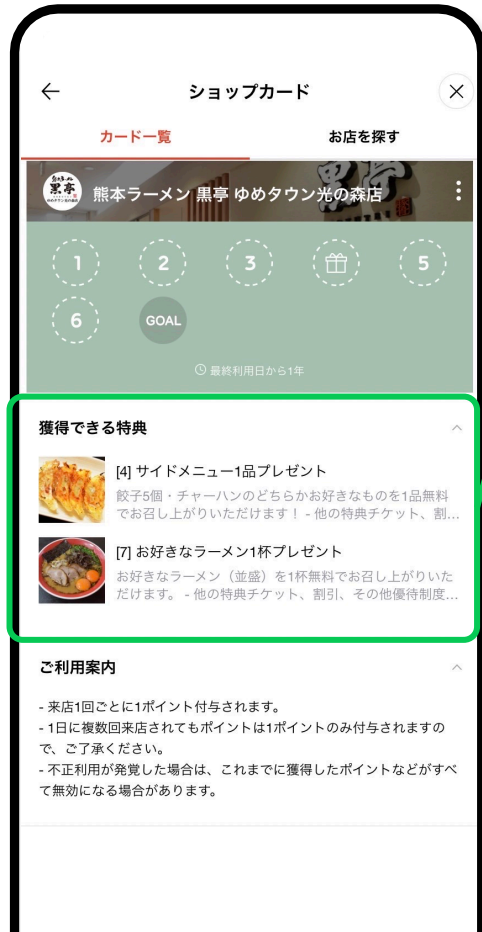 ショップカード
カード一覧
お店を探す
黒亭
熊本ラーメン 黒亭 ゆめタウン光の森店
1
2
3
5
6
GOAL
最終利用日から1年
獲得できる特典
[4] サイドメニュー1品プレゼント
餃子5個・チャーハンのどちらかお好きなものを1品無料
でお召し上がりいただけます！ - 他の特典チケット、割…
[7] お好きなラーメン1杯プレゼント
お好きなラーメン（並盛）を1杯無料でお召し上がりいた
だけます。 - 他の特典チケット、割引、その他優待制度…
ご利用案内
- 来店1回ごとに1ポイント付与されます。
- 1日に複数回来店されてもポイントは1ポイントのみ付与されますの
で、ご了承ください。
- 不正利用が発覚した場合は、これまでに獲得したポイントなどがすべ
て無効になる場合があります。